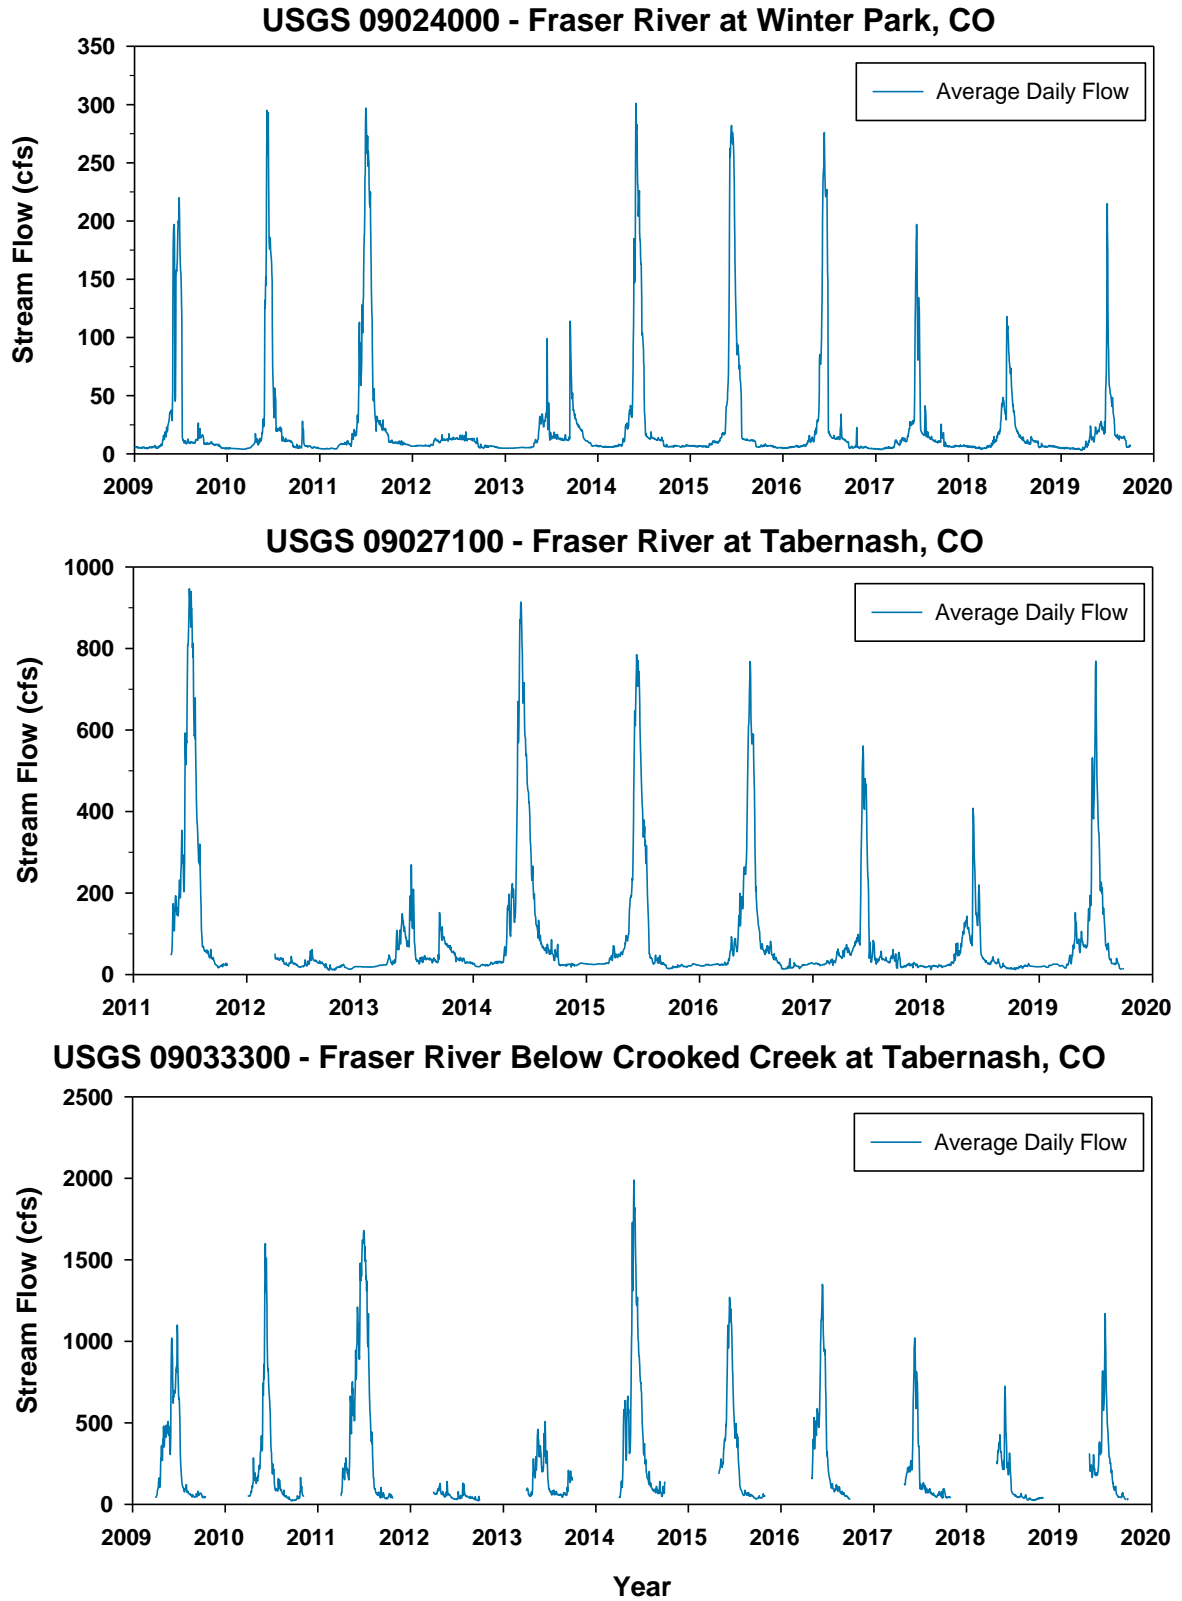 USGS 09024000 - Fraser River at Winter Park, CO
350
300
250
200
150
100
50
0
Stream Flow (cfs)
Average Daily Flow
2009 2010 2011 2012 2013 2014 2015 2016 2017 2018 2019 2020
USGS 09027100 - Fraser River at Tabernash, CO
1000
800
600
400
200
0
Stream Flow (cfs)
Average Daily Flow
2011 2012 2013 2014 2015 2016 2017 2018 2019 2020
USGS 09033300 - Fraser River Below Crooked Creek at Tabernash, CO
2500
2000
1500
1000
500
0
Stream Flow (cfs)
Average Daily Flow
2009 2010 2011 2012 2013 2014 2015 2016 2017 2018 2019 2020
Year